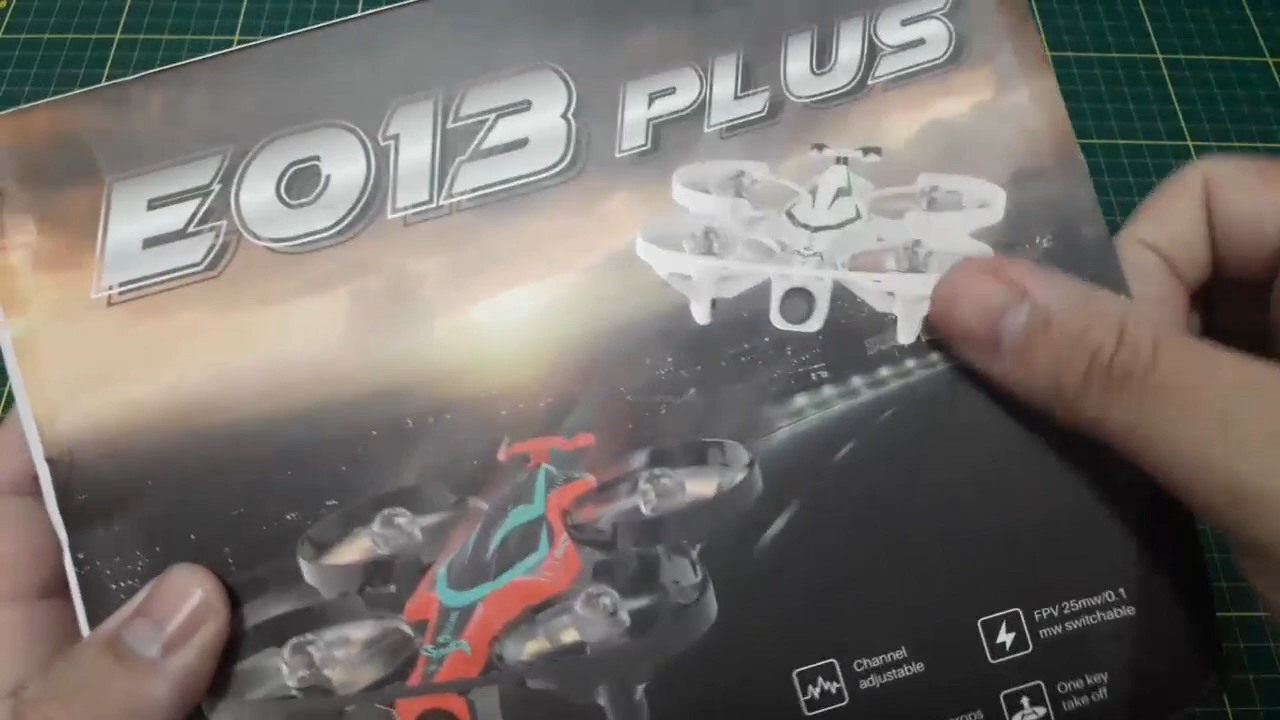 E013 PLUS
FPV 25mw/0.1
mw switchable
Channel
adjustable
One key
take off